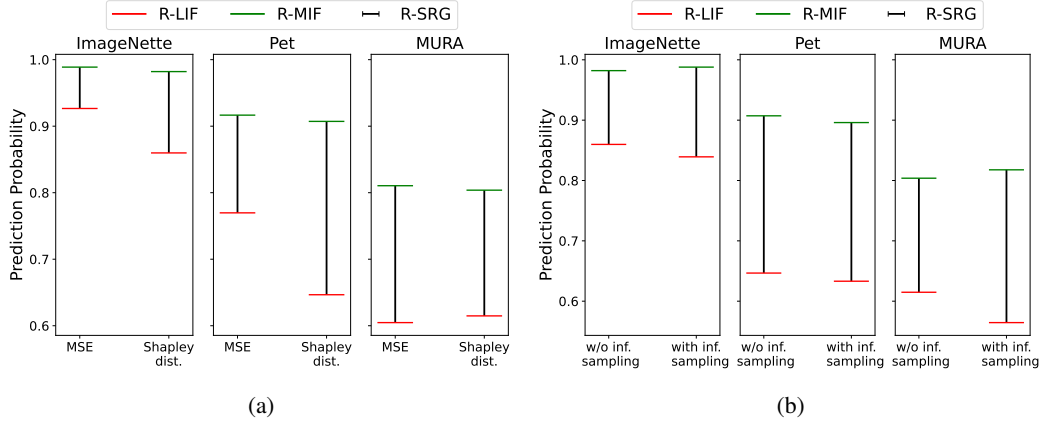 R-LIF R-MIF R-SRG
ImageNette Pet MURA
Prediction Probability
1.0
0.9
0.8
0.7
0.6
MSE Shapley dist. MSE Shapley dist. MSE Shapley dist.
(a)
R-LIF R-MIF R-SRG
ImageNette Pet MURA
Prediction Probability
1.0
0.9
0.8
0.7
0.6
w/o inf. sampling with inf. sampling w/o inf. sampling with inf. sampling w/o inf. sampling with inf. sampling
(b)